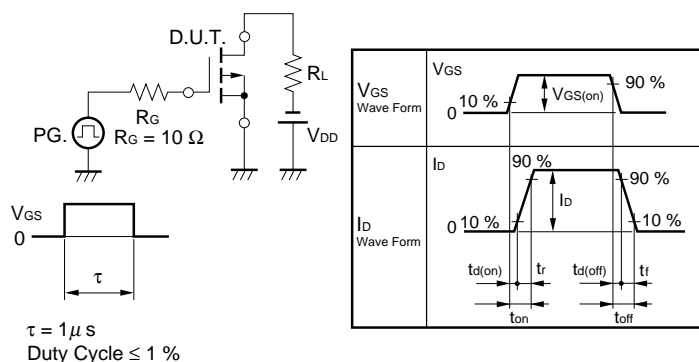 D.U.T.
RL
RG
PG.
RG = 10 Ω
VDD
VGS
0
τ
τ = 1μ s
Duty Cycle ≤ 1 %
VGS
Wave Form
VGS
10 %
0
VGS(on)
90 %
ID
Wave Form
ID
90 %
90 %
ID
0 10 %
10 %
td(on)
tr
td(off)
tf
ton
toff